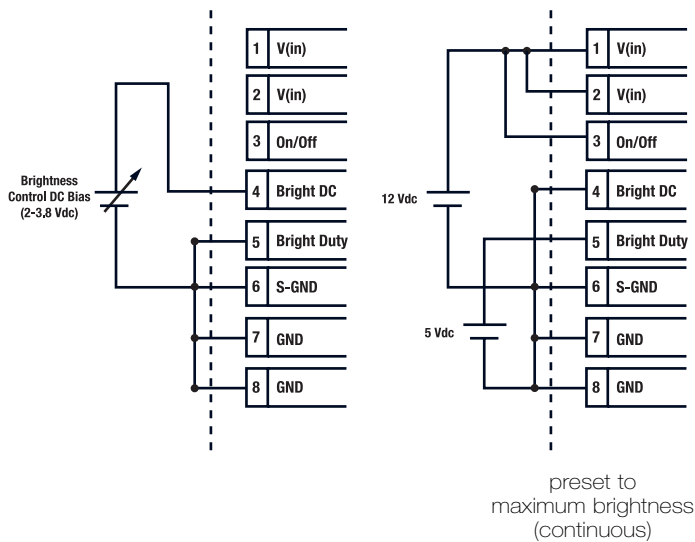 1 V(in)
2 V(in)
3 On/Off
4 Bright DC
5 Bright Duty
6 S-GND
7 GND
8 GND
Brightness
Control DC Bias
(2-3.8 Vdc)
1 V(in)
2 V(in)
3 On/Off
4 Bright DC
5 Bright Duty
6 S-GND
7 GND
8 GND
12 Vdc
5 Vdc
preset to
maximum brightness
(continuous)